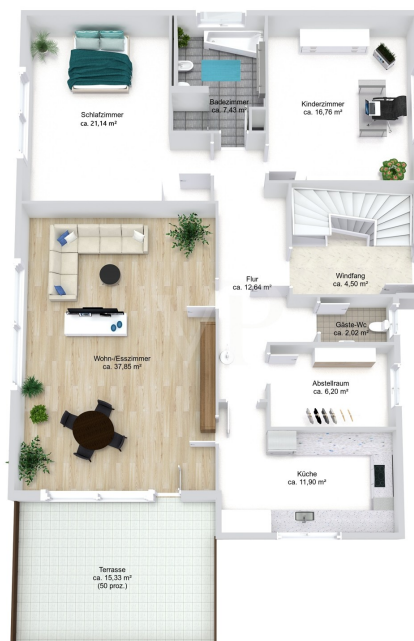 Schlafzimmer
ca. 21,14 m²
Badezimmer
ca. 7,43 m²
Kinderzimmer
ca. 16,76 m²
Flur
ca. 12,64 m²
Windfang
ca. 4,50 m²
Gäste-Wc
ca. 2,02 m²
Wohn-/Esszimmer
ca. 37,85 m²
Abstellraum
ca. 6,20 m²
Küche
ca. 11,90 m²
Terrasse
ca. 15,33 m²
(50 proz.)